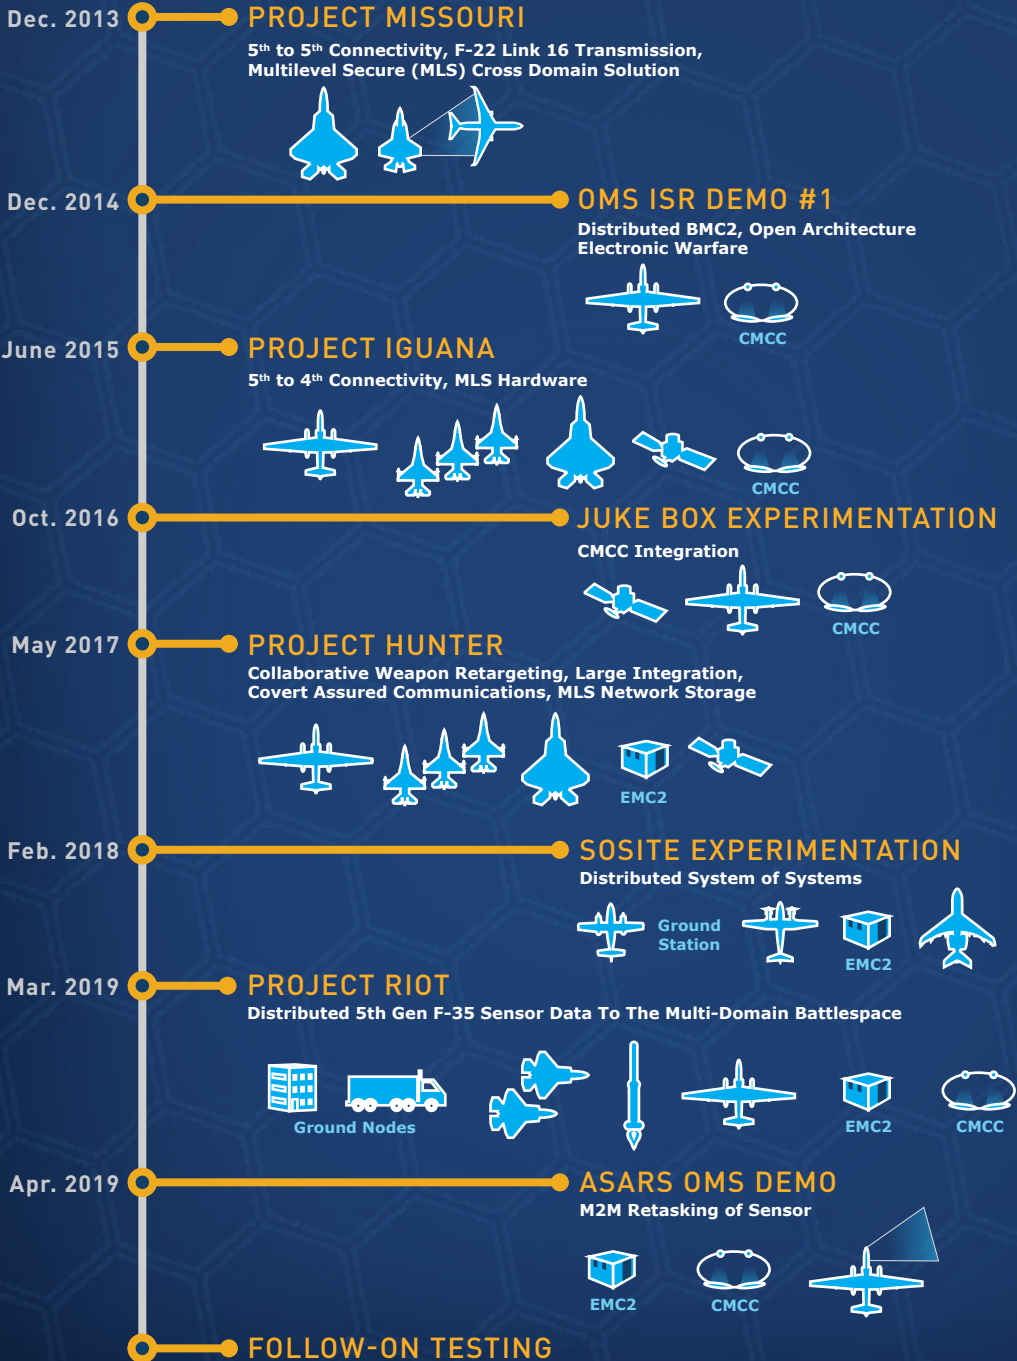 Dec. 2013
PROJECT MISSOURI
5th to 5th Connectivity, F-22 Link 16 Transmission,
Multilevel Secure (MLS) Cross Domain Solution
Dec. 2014
OMS ISR DEMO #1
Distributed BMC2, Open Architecture
Electronic Warfare
CMCC
June 2015
PROJECT IGUANA
5th to 4th Connectivity, MLS Hardware
CMCC
Oct. 2016
JUKE BOX EXPERIMENTATION
CMCC Integration
CMCC
May 2017
PROJECT HUNTER
Collaborative Weapon Retargeting, Large Integration,
Covert Assured Communications, MLS Network Storage
EMC2
Feb. 2018
SOSITE EXPERIMENTATION
Distributed System of Systems
Ground
Station
EMC2
Mar. 2019
PROJECT RIOT
Distributed 5th Gen F-35 Sensor Data To The Multi-Domain Battlespace
Ground Nodes
EMC2
CMCC
Apr. 2019
ASARS OMS DEMO
M2M Retasking of Sensor
EMC2
CMCC
FOLLOW-ON TESTING